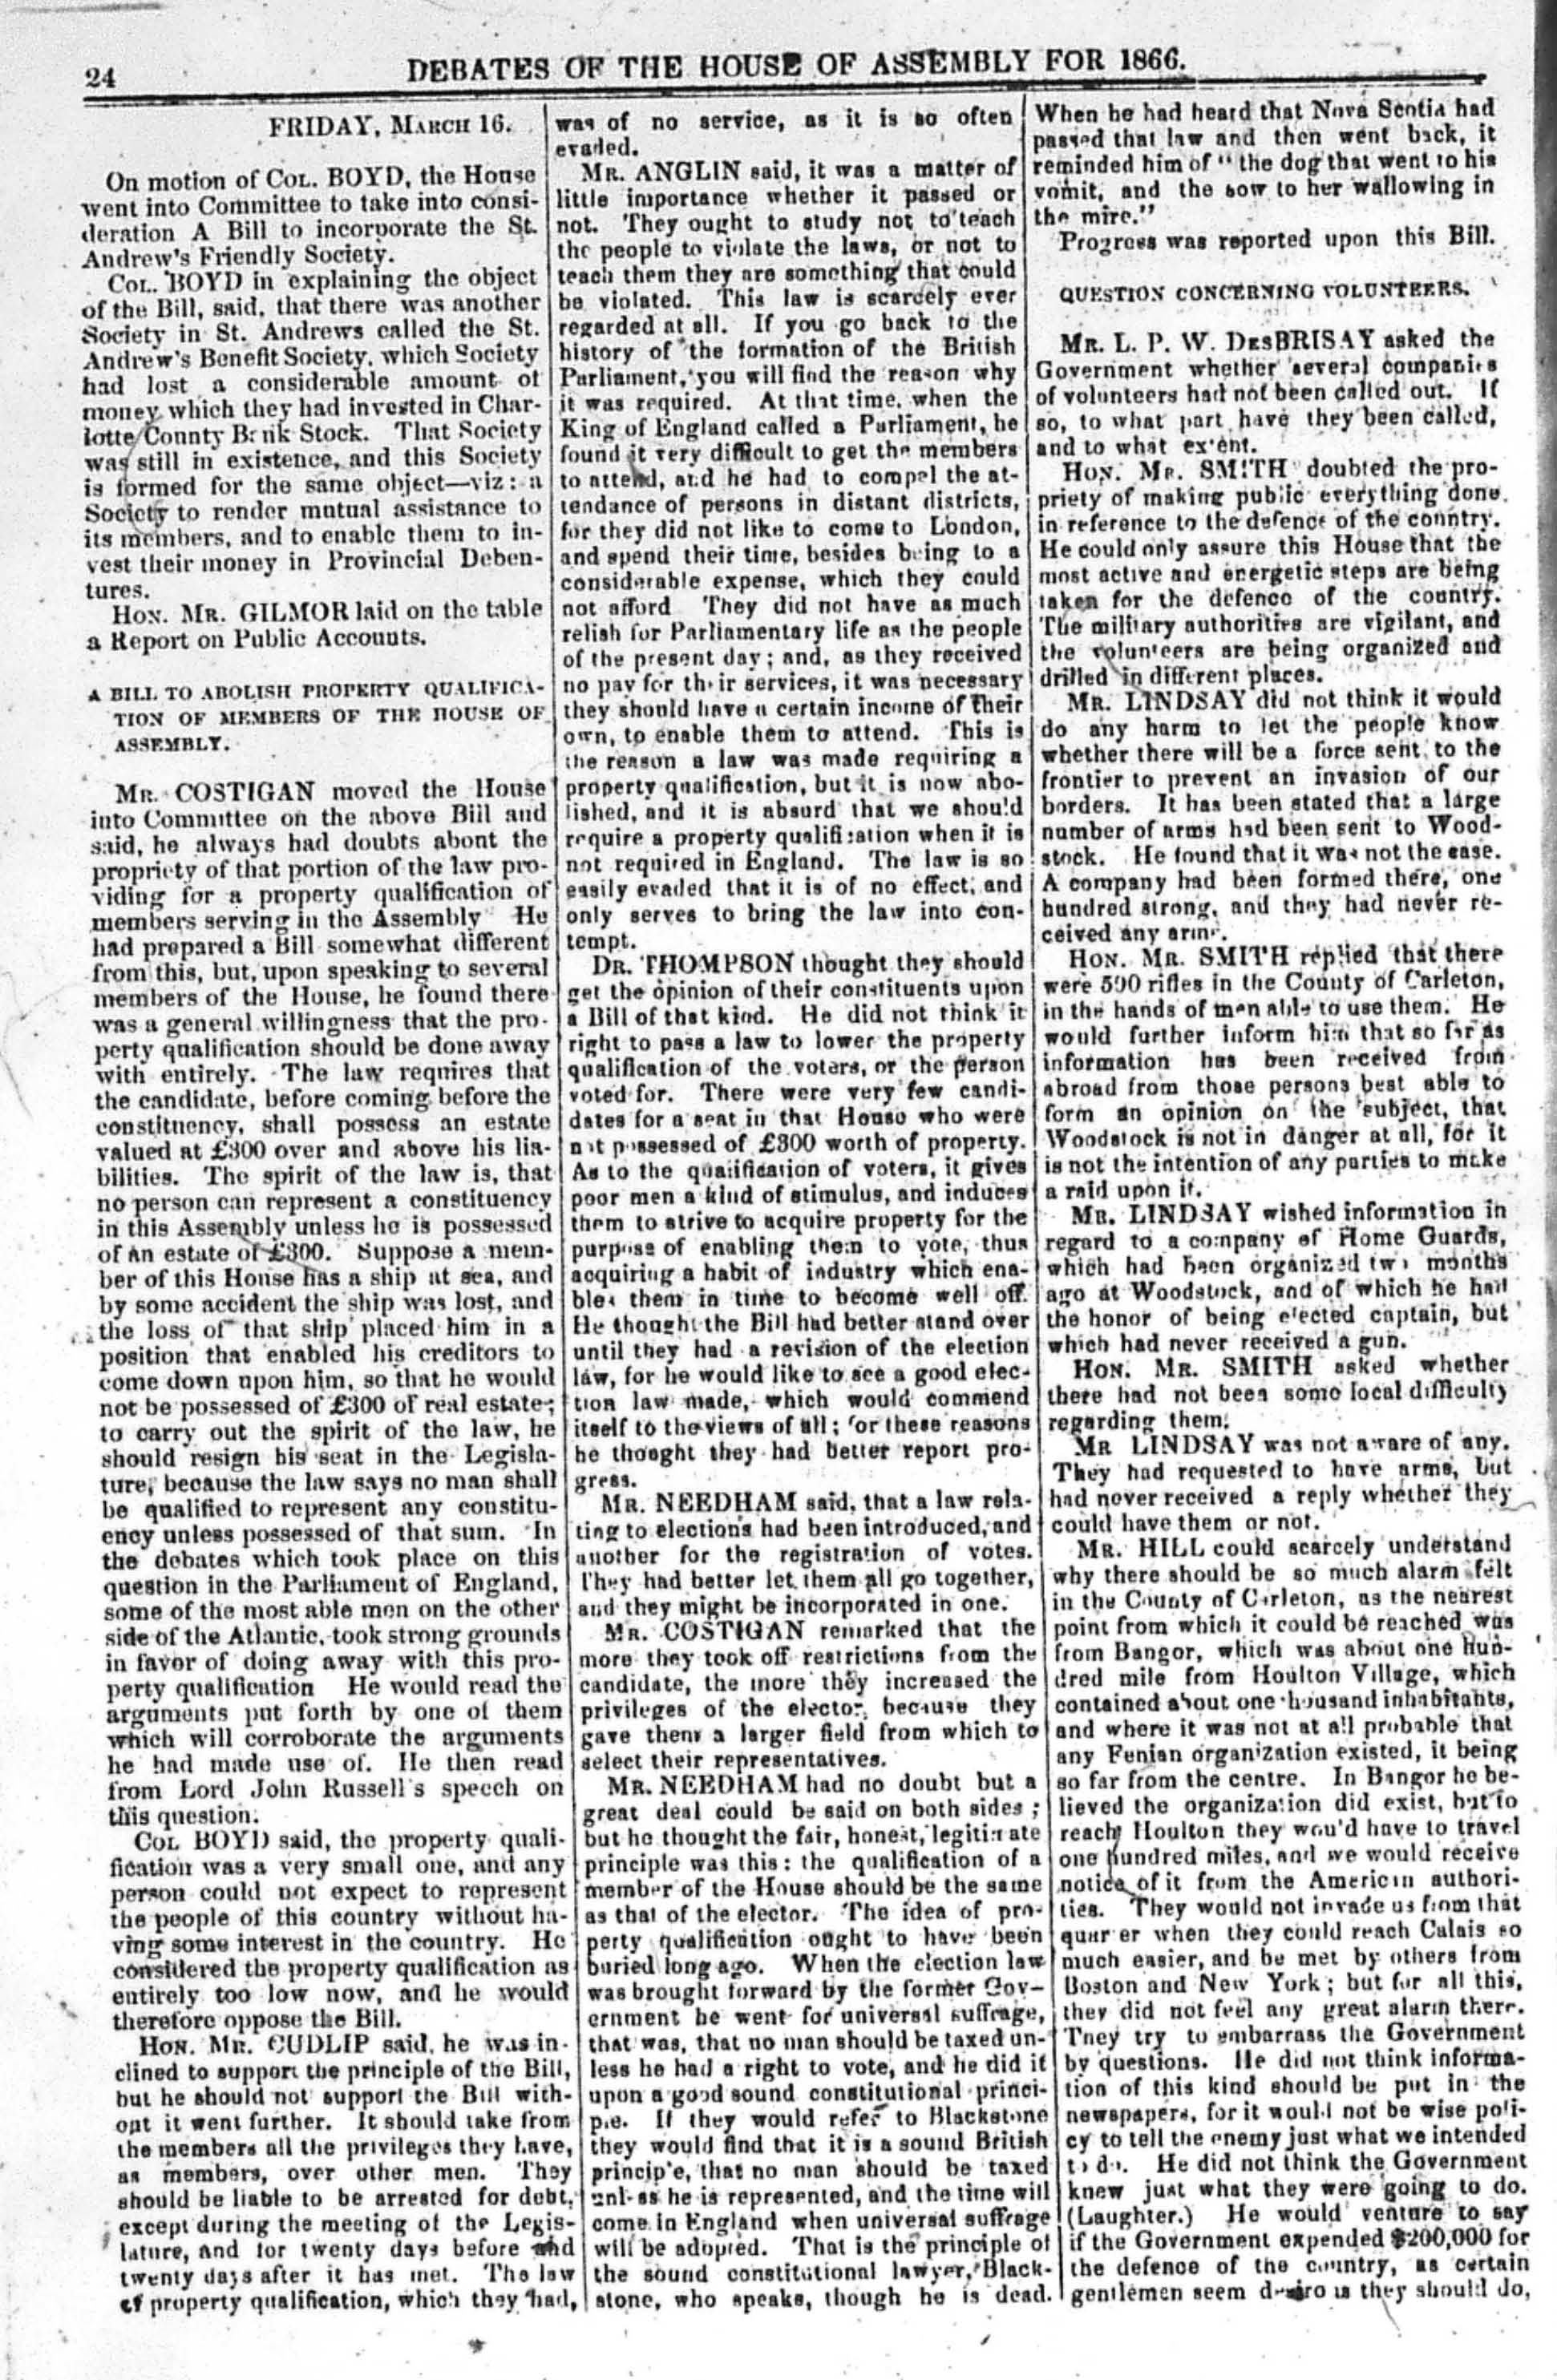 24
DEBATES OF THE HOUSE OF ASSEMBLY FOR 1866.
FRIDAY, MARCH 16.
On motion of COL. BOYD, the House
went into Committee to take into consi-
deration A Bill to incorporate the St.
Andrew's Friendly Society.
COL. BOYD in explaining the object
of the Bill, said, that there was another
Society in St. Andrews called the St.
Andrew's Benefit Society, which Society
had lost a considerable amount of
money which they had invested in Char-
lotte County Bank Stock. That Society
was still in existence, and this Society
is formed for the same object—viz: a
Society to render mutual assistance to
its members, and to enable them to in-
vest their money in Provincial Deben-
tures.
HON. MR. GILMOR laid on the table
a Report on Public Accounts.
A BILL TO ABOLISH PROPERTY QUALIFICA-
TION OF MEMBERS OF THE HOUSE OF
ASSEMBLY.
MR. COSTIGAN moved the House
into Committee on the above Bill and
said, he always had doubts about the
propriety of that portion of the law pro-
viding for a property qualification of
members serving in the Assembly He
had prepared a Bill somewhat different
from this, but, upon speaking to several
members of the House, he found there
was a general willingness that the pro-
perty qualification should be done away
with entirely. The law requires that
the candidate, before coming before the
constituency, shall possess an estate
valued at £300 over and above his lia-
bilities. The spirit of the law is, that
no person can represent a constituency
in this Assembly unless he is possessed
of an estate of £300. Suppose a mem-
ber of this House has a ship at sea, and
by some accident the ship was lost, and
the loss of that ship placed him in a
position that enabled his creditors to
come down upon him, so that he would
not be possessed of £300 of real estate;
to carry out the spirit of the law, he
should resign his seat in the Legisla-
ture, because the law says no man shall
be qualified to represent any constitu-
ency unless possessed of that sum. In
the debates which took place on this
question in the Parliament of England,
some of the most able men on the other
side of the Atlantic, took strong grounds
in favor of doing away with this pro-
perty qualification He would read the
arguments put forth by one of them
which will corroborate the arguments
he had made use of. He then read
from Lord John Russell's speech on
this question.
COL BOYD said, the property quali-
fication was a very small one, and any
person could not expect to represent
the people of this country without ha-
ving some interest in the country. He
considered the property qualification as
entirely too low now, and he would
therefore oppose the Bill.
HON. MR. CUDLIP said, he was in-
clined to support the principle of the Bill,
but he should not support the Bill with-
out it went further. It should take from
the members all the privileges they have,
as members, over other men. They
should be liable to be arrested for debt,
except during the meeting of the Legis-
lature, and for twenty days before and
twenty days after it has met. The law
of property qualification, which they had,
was of no service, as it is so often
evaded.
MR. ANGLIN said, it was a matter of
little importance whether it passed or
not. They ought to study not to teach
the people to violate the laws, or not to
teach them they are something that could
be violated. This law is scarcely ever
regarded at all. If you go back to the
history of the formation of the British
Parliament, you will find the reason why
it was required. At that time, when the
King of England called a Parliament, he
found it very difficult to get the members
to attend, and he had to compel the at-
tendance of persons in distant districts,
for they did not like to come to London,
and spend their time, besides being to a
considerable expense, which they could
not afford They did not have as much
relish for Parliamentary life as the people
of the present day; and, as they received
no pay for their services, it was necessary
they should have a certain income of their
own, to enable them to attend. This is
the reason a law was made requiring a
property qualification, but it is now abo-
lished, and it is absurd that we should
require a property qualification when it is
not required in England. The law is so
easily evaded that it is of no effect, and
only serves to bring the law into con-
tempt.
DR. THOMPSON thought they should
get the opinion of their constituents upon
a Bill of that kind. He did not think it
right to pass a law to lower the property
qualification of the voters, or the person
voted for. There were very few candi-
dates for a seat in that House who were
not possessed of £300 worth of property.
As to the qualification of voters, it gives
poor men a kind of stimulus, and induces
them to strive to acquire property for the
purpose of enabling them to vote, thus
acquiring a habit of industry which ena-
bles them in time to become well off.
He thought the Bill had better stand over
until they had a revision of the election
law, for he would like to see a good elec-
tion law made, which would commend
itself to the views of all; for these reasons
he thought they had better report pro-
gress.
MR. NEEDHAM said, that a law rela-
ting to elections had been introduced, and
another for the registration of votes.
They had better let them all go together,
and they might be incorporated in one.
MR. COSTIGAN remarked that the
more they took off restrictions from the
candidate, the more they increased the
privileges of the elector, because they
gave them a larger field from which to
select their representatives.
MR. NEEDHAM had no doubt but a
great deal could be said on both sides;
but he thought the fair, honest, legitimate
principle was this: the qualification of a
member of the House should be the same
as that of the elector. The idea of pro-
perty qualification ought to have been
buried long ago. When the election law
was brought forward by the former Gov-
ernment he went for universal suffrage,
that was, that no man should be taxed un-
less he had a right to vote, and he did it
upon a good sound constitutional princi-
ple. If they would refer to Blackstone
they would find that it is a sound British
principle, that no man should be taxed
unless he is represented, and the time will
come in England when universal suffrage
will be adopted. That is the principle of
the sound constitutional lawyer, Black-
stone, who speaks, though he is dead.
When he had heard that Nova Scotia had
passed that law and then went back, it
reminded him of "the dog that went to his
vomit, and the sow to her wallowing in
the mire."
Progress was reported upon this Bill.
QUESTION CONCERNING VOLUNTEERS.
MR. L. P. W. DESBRISAY asked the
Government whether several companies
of volunteers had not been called out. If
so, to what part have they been called,
and to what extent.
HON. MR. SMITH doubted the pro-
priety of making public everything done
in reference to the defence of the country.
He could only assure this House that the
most active and energetic steps are being
taken for the defence of the country.
The military authorities are vigilant, and
the volunteers are being organized and
drilled in different places.
MR. LINDSAY did not think it would
do any harm to let the people know
whether there will be a force sent to the
frontier to prevent an invasion of our
borders. It has been stated that a large
number of arms had been sent to Wood-
stock. He found that it was not the case.
A company had been formed there, one
hundred strong, and they had never re-
ceived any arms.
HON. MR. SMITH replied that there
were 500 rifles in the County of Carleton,
in the hands of men able to use them. He
would further inform him that so far as
information has been received from
abroad from those persons best able to
form an opinion on the subject, that
Woodstock is not in danger at all, for it
is not the intention of any parties to make
a raid upon it.
MR. LINDSAY wished information in
regard to a company of Home Guards,
which had been organized two months
ago at Woodstock, and of which he had
the honor of being elected captain, but
which had never received a gun.
HON. MR. SMITH asked whether
there had not been some local difficulty
regarding them.
MR LINDSAY was not aware of any.
They had requested to have arms, but
had never received a reply whether they
could have them or not.
MR. HILL could scarcely understand
why there should be so much alarm felt
in the County of Carleton, as the nearest
point from which it could be reached was
from Bangor, which was about one hun-
dred mile from Houlton Village, which
contained about one thousand inhabitants,
and where it was not at all probable that
any Fenian organization existed, it being
so far from the centre. In Bangor he be-
lieved the organization did exist, but to
reach Houlton they would have to travel
one hundred miles, and we would receive
notice of it from the American authori-
ties. They would not invade us from that
quarter when they could reach Calais so
much easier, and be met by others from
Boston and New York; but for all this,
they did not feel any great alarm there.
They try to embarrass the Government
by questions. He did not think informa-
tion of this kind should be put in the
newspapers, for it would not be wise poli-
cy to tell the enemy just what we intended
to do. He did not think the Government
knew just what they were going to do.
(Laughter.) He would venture to say
if the Government expended $200,000 for
the defence of the country, as certain
gentlemen seem desirous they should do,